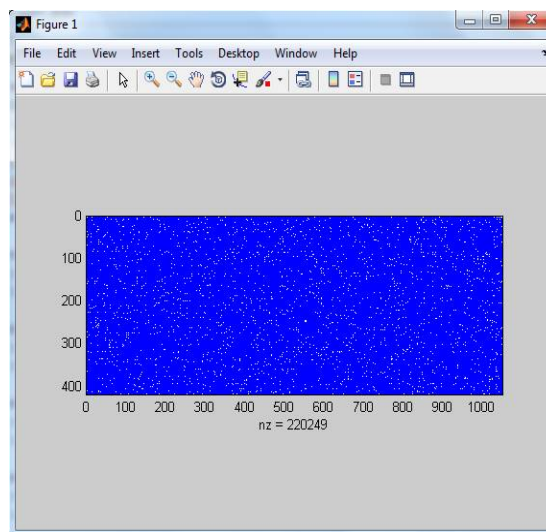 Figure 1
File Edit View Insert Tools Desktop Window Help
0
100
200
300
400
0 100 200 300 400 500 600 700 800 900 1000
nz = 220249